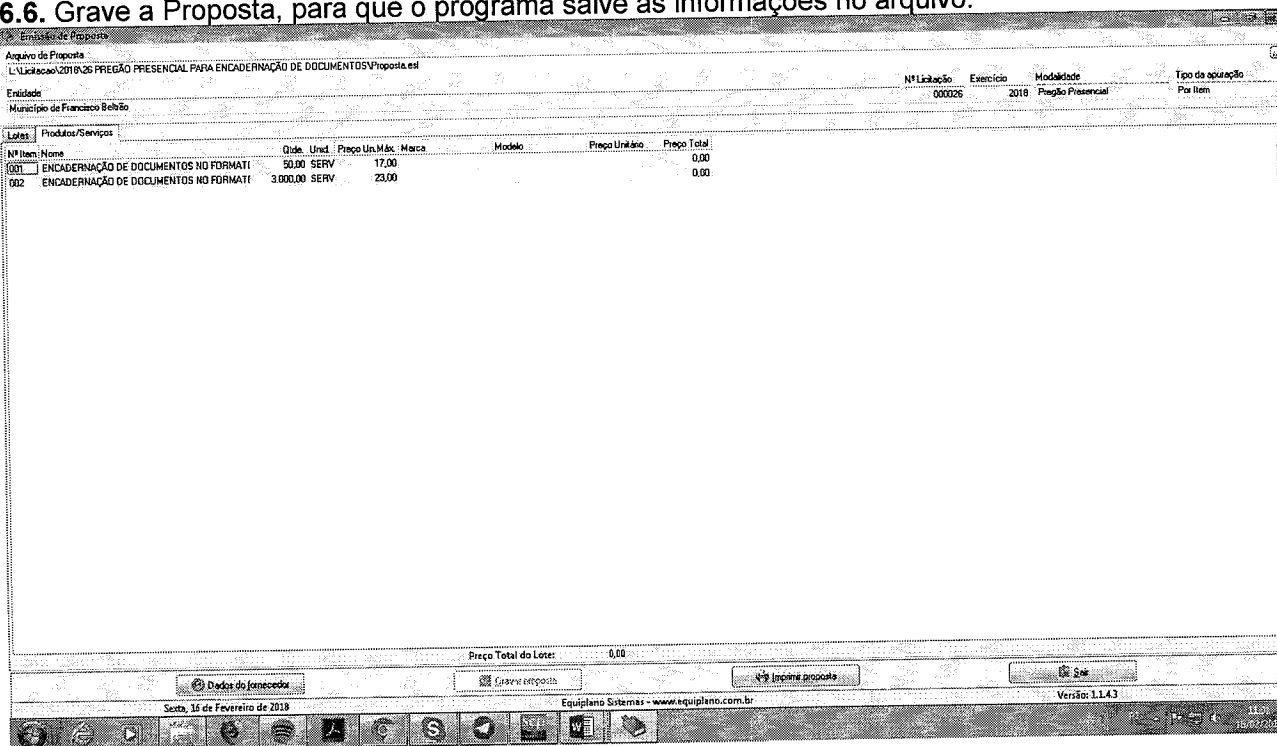 6.6. Grave a Proposta, para que o programa salve as informações no arquivo.
Emissão de Proposta
Arquivo de Proposta
L:\Licitacao\2018\26 PREGÃO PRESENCIAL PARA ENCADERNAÇÃO DE DOCUMENTOS\Proposta.esl
Entidade Nº Licitação Exercício Modalidade Tipo da apuração
Município de Francisco Beltrão 000026 2018 Pregão Presencial Por Item
Lotes Produtos/Serviços
Nº Item Nome Qtde. Unid. Preço Un.Máx. Marca Modelo Preço Unitário Preço Total
001 ENCADERNAÇÃO DE DOCUMENTOS NO FORMATI 50,00 SERV 17,00 0,00
002 ENCADERNAÇÃO DE DOCUMENTOS NO FORMATI 3.000,00 SERV 23,00 0,00
Preço Total do Lote: 0,00
Dados do fornecedor Gravar proposta Imprimir proposta Sair
Sexta, 16 de Fevereiro de 2018 Equiplano Sistemas - www.equiplano.com.br Versão: 1.1.4.3